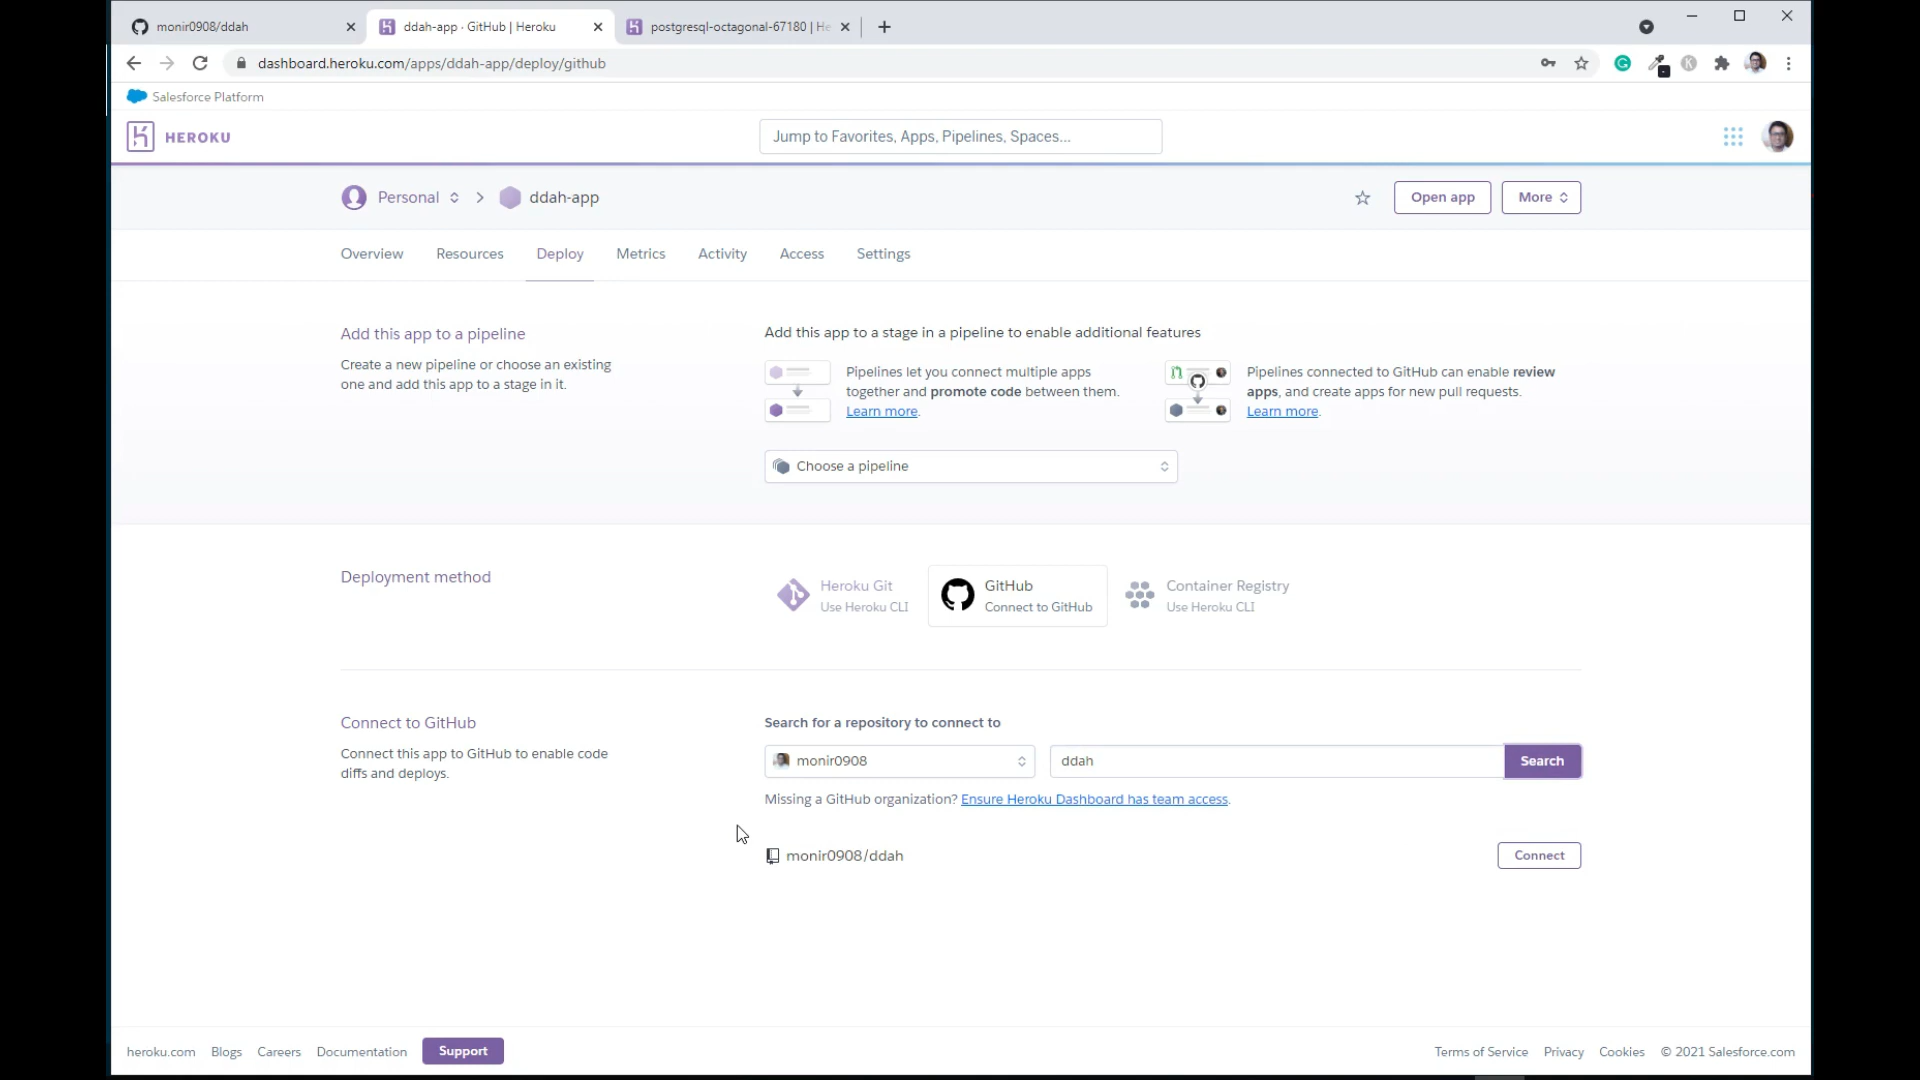 monir0908/ddah
ddah-app · GitHub | Heroku
postgresql-octagonal-67180 | He
dashboard.heroku.com/apps/ddah-app/deploy/github
Salesforce Platform
HEROKU
Jump to Favorites, Apps, Pipelines, Spaces...
Personal
ddah-app
Open app
More
Overview
Resources
Deploy
Metrics
Activity
Access
Settings
Add this app to a pipeline
Create a new pipeline or choose an existing
one and add this app to a stage in it.
Add this app to a stage in a pipeline to enable additional features
Pipelines let you connect multiple apps
together and promote code between them.
Learn more.
Pipelines connected to GitHub can enable review
apps, and create apps for new pull requests.
Learn more.
Choose a pipeline
Deployment method
Heroku Git
Use Heroku CLI
GitHub
Connect to GitHub
Container Registry
Use Heroku CLI
Connect to GitHub
Connect this app to GitHub to enable code
diffs and deploys.
Search for a repository to connect to
monir0908
ddah
Search
Missing a GitHub organization? Ensure Heroku Dashboard has team access.
monir0908/ddah
Connect
heroku.com
Blogs
Careers
Documentation
Support
Terms of Service
Privacy
Cookies
© 2021 Salesforce.com